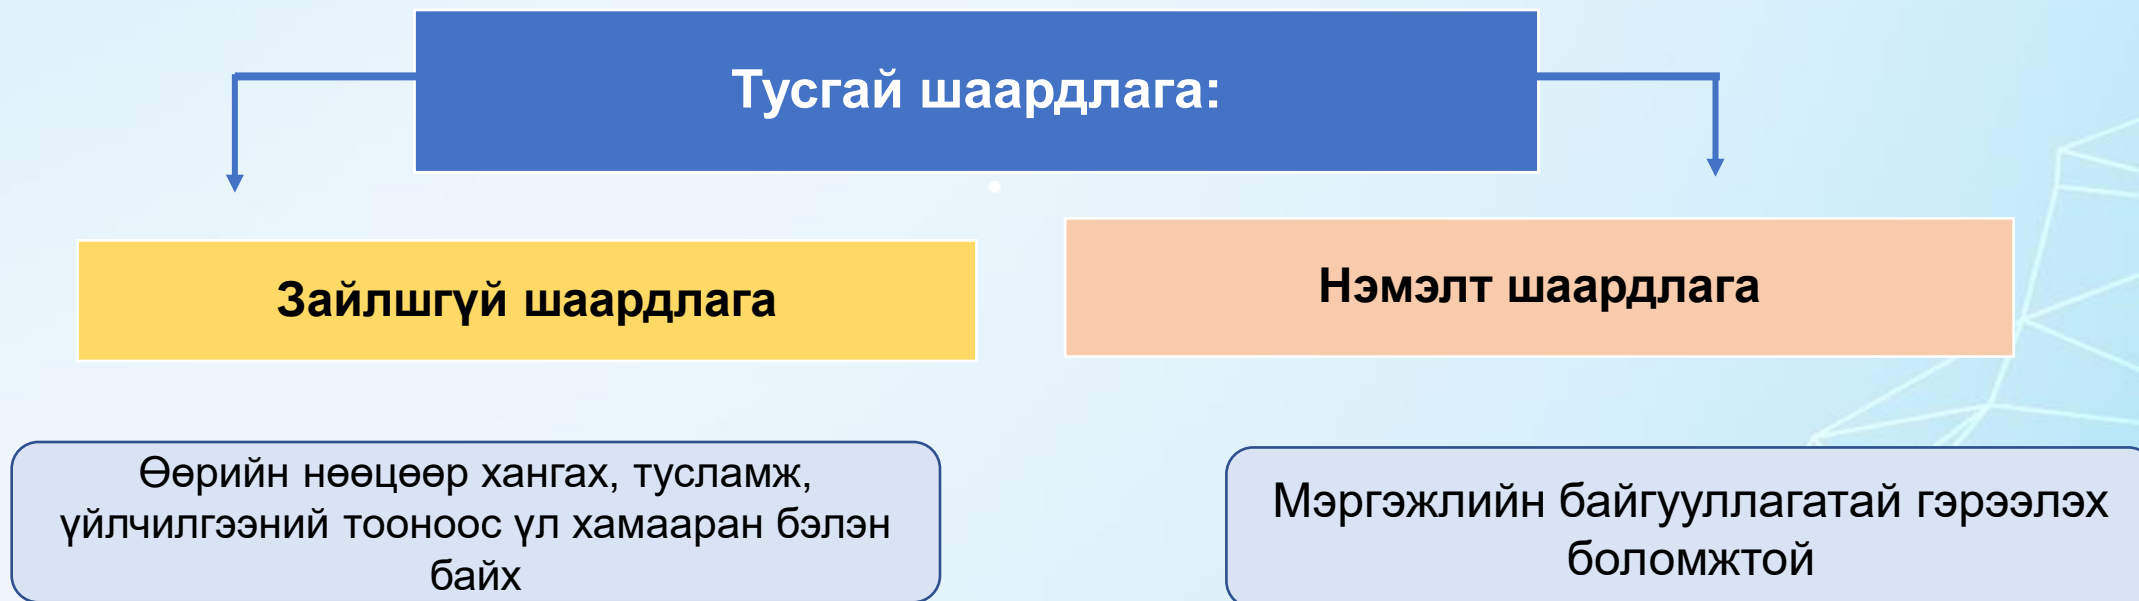 Тусгай шаардлага:
Зайлшгүй шаардлага
Нэмэлт шаардлага
Өөрийн нөөцөөр хангах, тусламж,
үйлчилгээний тооноос үл хамааран бэлэн
байх
Мэргэжлийн байгууллагатай гэрээлэх
боломжтой